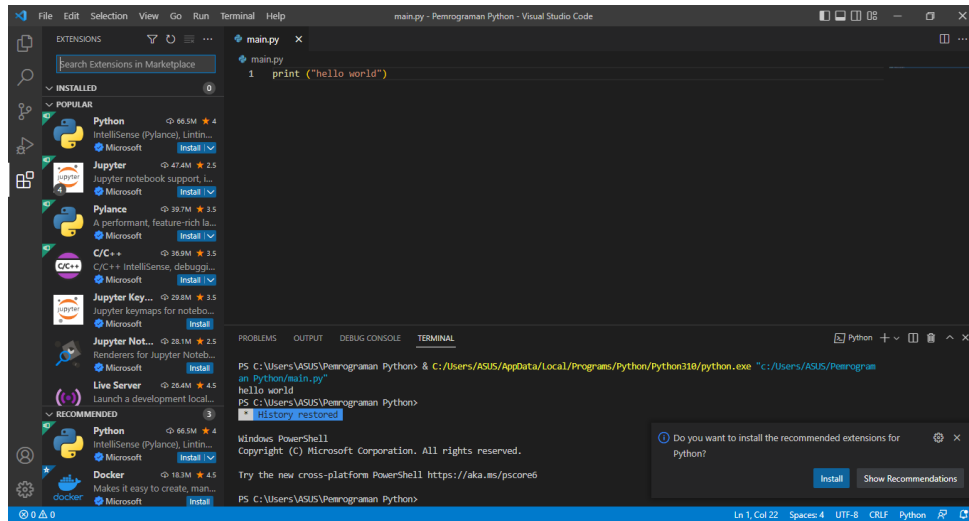 File Edit Selection View Go Run Terminal Help
main.py - Pemrograman Python - Visual Studio Code
EXTENSIONS
Search Extensions in Marketplace
INSTALLED 0
POPULAR
Python 66.5M 4
IntelliSense (Pylance), Lintin...
Microsoft Install
Jupyter 47.4M 2.5
Jupyter notebook support, i...
4 Microsoft Install
Pylance 39.7M 3.5
A performant, feature-rich la...
Microsoft Install
C/C++ 36.9M 3.5
C/C++ IntelliSense, debuggi...
Microsoft Install
Jupyter Key... 29.8M 3.5
Jupyter keymaps for notebo...
Microsoft Install
Jupyter Not... 28.1M 2.5
Renderers for Jupyter Noteb...
Microsoft Install
Live Server 26.4M 4.5
Launch a development local...
RECOMMENDED 3
Python 66.5M 4
IntelliSense (Pylance), Lintin...
Microsoft Install
Docker 18.3M 4.5
Makes it easy to create, man...
docker Microsoft Install
main.py
main.py
1 print ("hello world")
PROBLEMS OUTPUT DEBUG CONSOLE TERMINAL
Python
PS C:\Users\ASUS\Pemrograman Python> & C:/Users/ASUS/AppData/Local/Programs/Python/Python310/python.exe "c:/Users/ASUS/Pemrogram
an Python/main.py"
hello world
PS C:\Users\ASUS\Pemrograman Python>
* History restored
Windows PowerShell
Copyright (C) Microsoft Corporation. All rights reserved.
Try the new cross-platform PowerShell https://aka.ms/pscore6
PS C:\Users\ASUS\Pemrograman Python>
Do you want to install the recommended extensions for
Python?
Install Show Recommendations
0 0
Ln 1, Col 22 Spaces: 4 UTF-8 CRLF Python